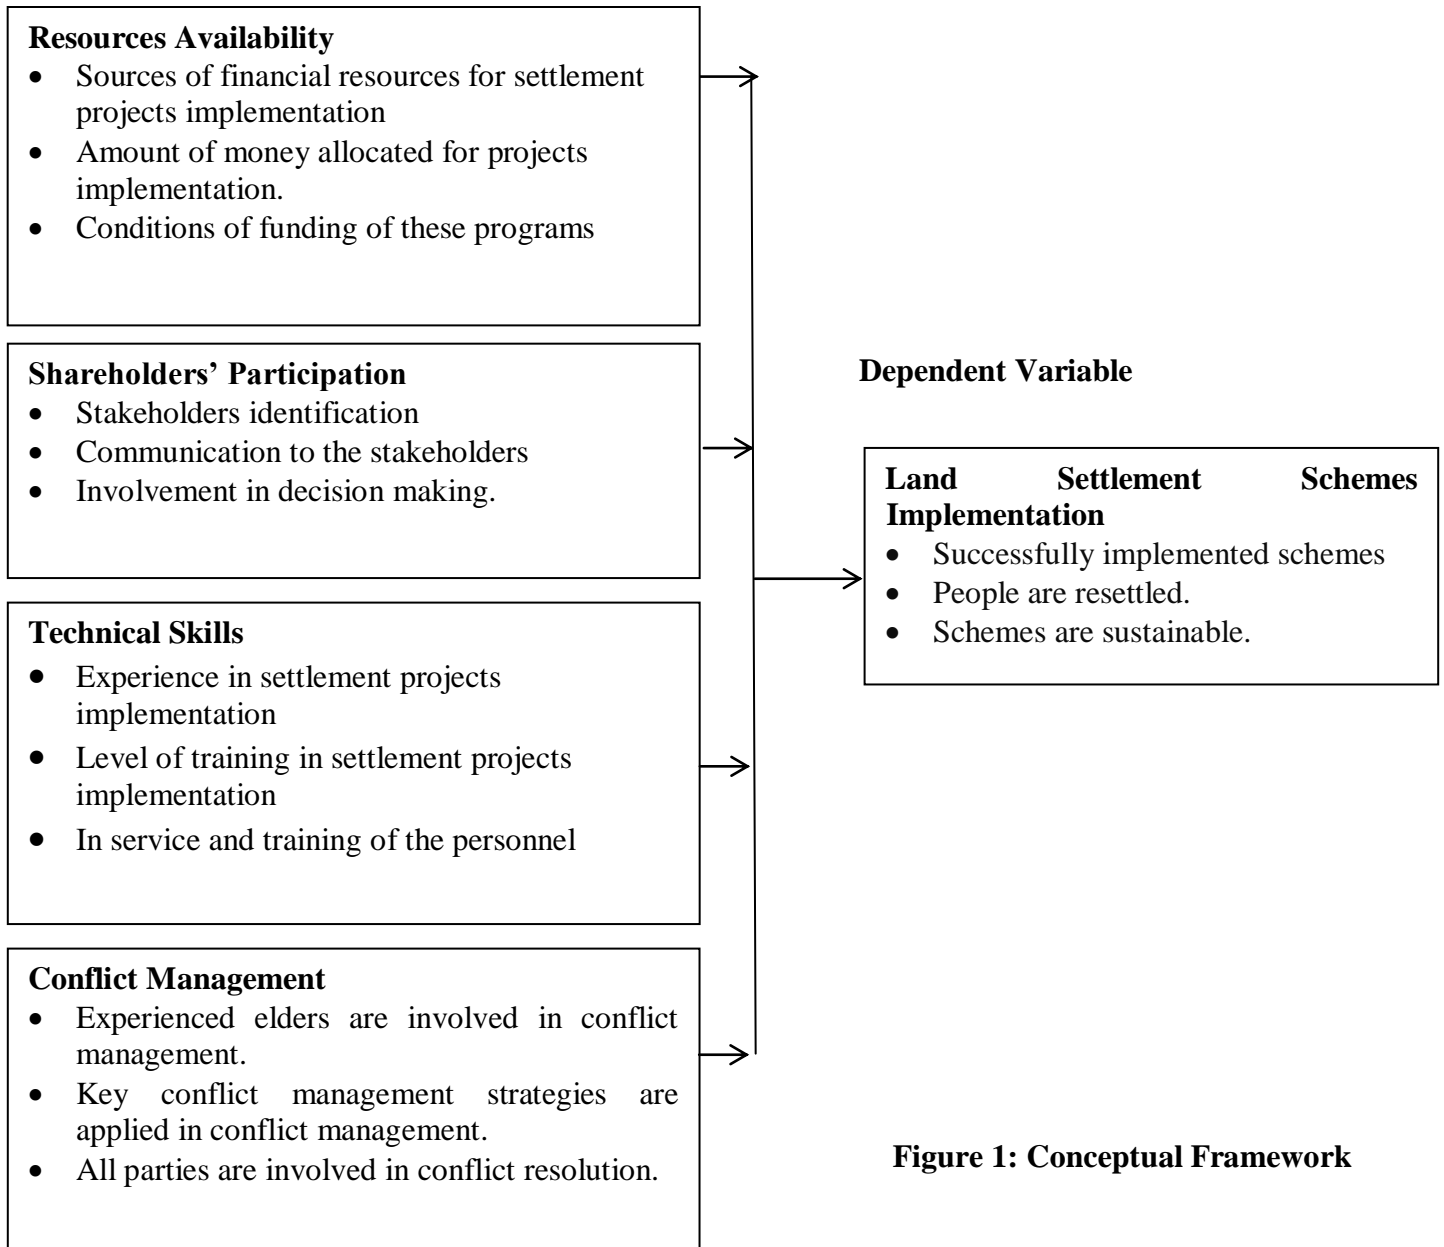 Resources Availability
• Sources of financial resources for settlement
projects implementation
• Amount of money allocated for projects
implementation.
• Conditions of funding of these programs
Shareholders’ Participation
• Stakeholders identification
• Communication to the stakeholders
• Involvement in decision making.
Technical Skills
• Experience in settlement projects
implementation
• Level of training in settlement projects
implementation
• In service and training of the personnel
Conflict Management
• Experienced elders are involved in conflict
management.
• Key conflict management strategies are
applied in conflict management.
• All parties are involved in conflict resolution.
Dependent Variable
Land Settlement Schemes
Implementation
• Successfully implemented schemes
• People are resettled.
• Schemes are sustainable.
Figure 1: Conceptual Framework